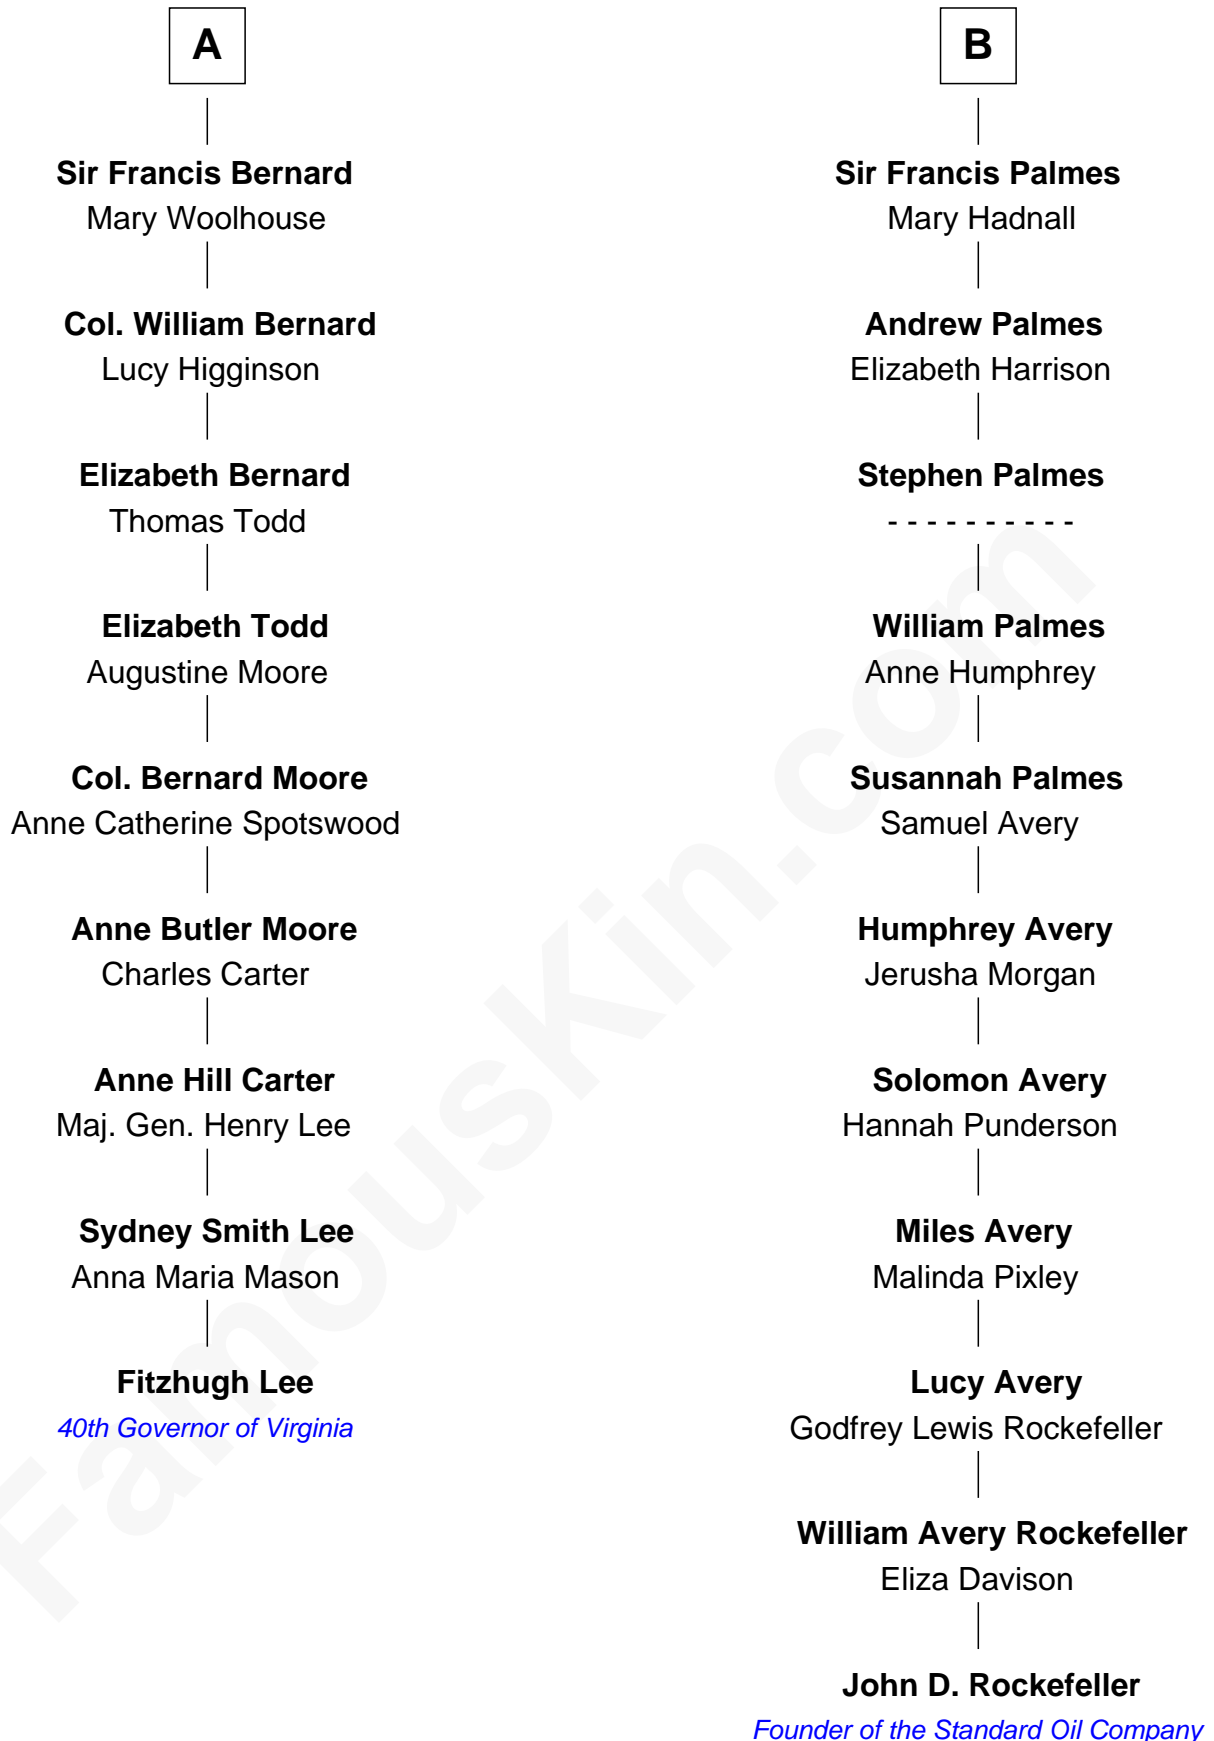 A
Sir Francis Bernard
Mary Woolhouse
Col. William Bernard
Lucy Higginson
Elizabeth Bernard
Thomas Todd
Elizabeth Todd
Augustine Moore
Col. Bernard Moore
Anne Catherine Spotswood
Anne Butler Moore
Charles Carter
Anne Hill Carter
Maj. Gen. Henry Lee
Sydney Smith Lee
Anna Maria Mason
Fitzhugh Lee
40th Governor of Virginia
B
Sir Francis Palmes
Mary Hadnall
Andrew Palmes
Elizabeth Harrison
Stephen Palmes
- - - - - - - - - -
William Palmes
Anne Humphrey
Susannah Palmes
Samuel Avery
Humphrey Avery
Jerusha Morgan
Solomon Avery
Hannah Punderson
Miles Avery
Malinda Pixley
Lucy Avery
Godfrey Lewis Rockefeller
William Avery Rockefeller
Eliza Davison
John D. Rockefeller
Founder of the Standard Oil Company
FamousKin.com